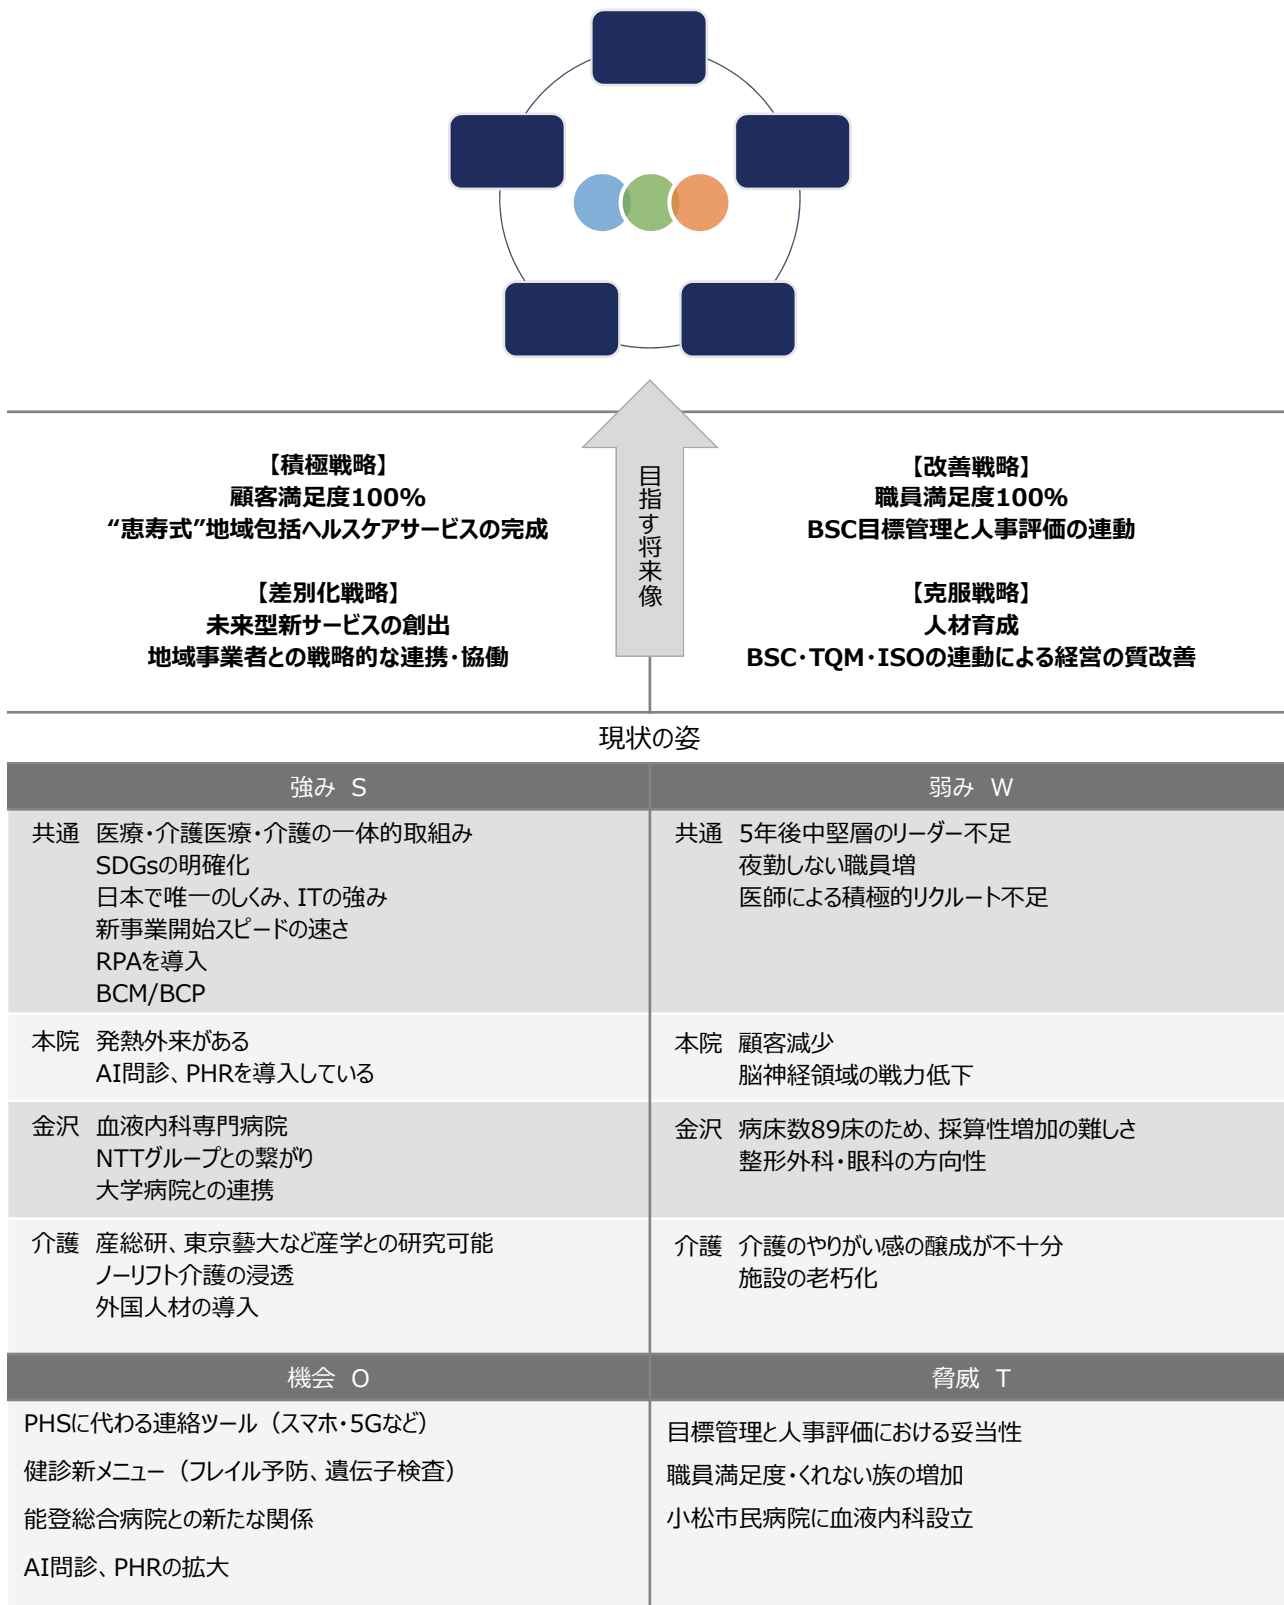 【積極戦略】
顧客満足度100%
“恵寿式”地域包括ヘルスケアサービスの完成
【差別化戦略】
未来型新サービスの創出
地域事業者との戦略的な連携・協働
目指す将来像
【改善戦略】
職員満足度100%
BSC目標管理と人事評価の連動
【克服戦略】
人材育成
BSC・TQM・ISOの連動による経営の質改善
現状の姿
強み S
共通 医療・介護医療・介護の一体的取組み
SDGsの明確化
日本で唯一のしくみ、ITの強み
新事業開始スピードの速さ
RPAを導入
BCM/BCP
本院 発熱外来がある
AI問診、PHRを導入している
金沢 血液内科専門病院
NTTグループとの繋がり
大学病院との連携
介護 産総研、東京藝大など産学との研究可能
ノーリフト介護の浸透
外国人材の導入
弱み W
共通 5年後中堅層のリーダー不足
夜勤しない職員増
医師による積極的リクルート不足
本院 顧客減少
脳神経領域の戦力低下
金沢 病床数89床のため、採算性増加の難しさ
整形外科・眼科の方向性
介護 介護のやりがい感の醸成が不十分
施設の老朽化
機会 O
PHSに代わる連絡ツール（スマホ・5Gなど）
健診新メニュー（フレイル予防、遺伝子検査）
能登総合病院との新たな関係
AI問診、PHRの拡大
脅威 T
目標管理と人事評価における妥当性
職員満足度・くれない族の増加
小松市民病院に血液内科設立